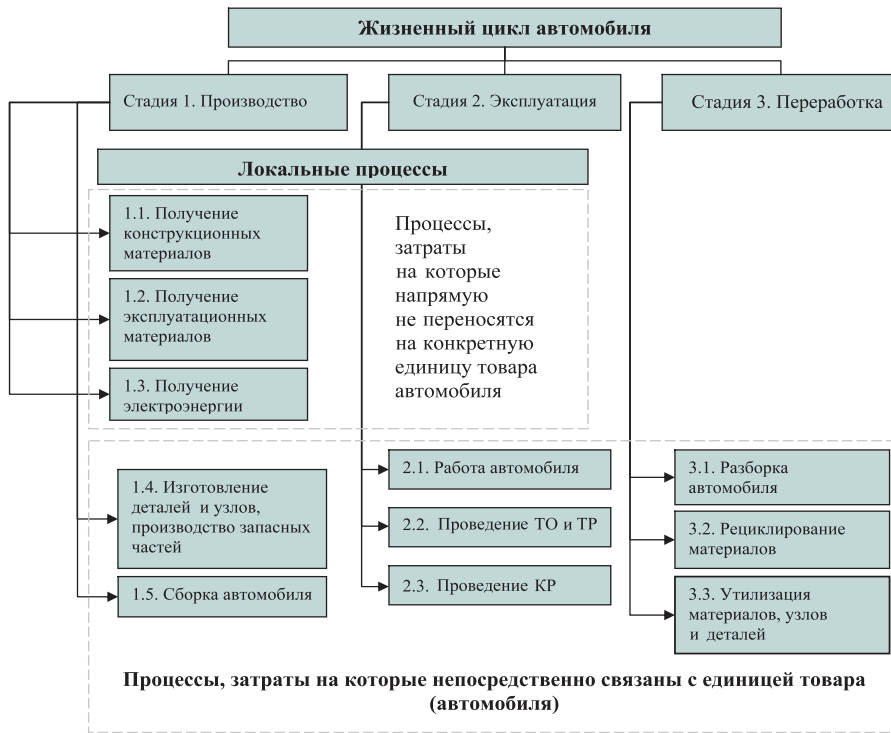 Жизненный цикл автомобиля
Стадия 1. Производство
Стадия 2. Эксплуатация
Стадия 3. Переработка
Локальные процессы
1.1. Получение
конструкционных
материалов
1.2. Получение
эксплуатационных
материалов
1.3. Получение
электроэнергии
Процессы,
затраты
на которые
напрямую
не переносятся
на конкретную
единицу товара
автомобиля
1.4. Изготовление
деталей и узлов,
производство запасных
частей
1.5. Сборка автомобиля
2.1. Работа автомобиля
2.2. Проведение ТО и ТР
2.3. Проведение КР
3.1. Разборка
автомобиля
3.2. Рециклирование
материалов
3.3. Утилизация
материалов, узлов
и деталей
Процессы, затраты на которые непосредственно связаны с единицей товара
(автомобиля)